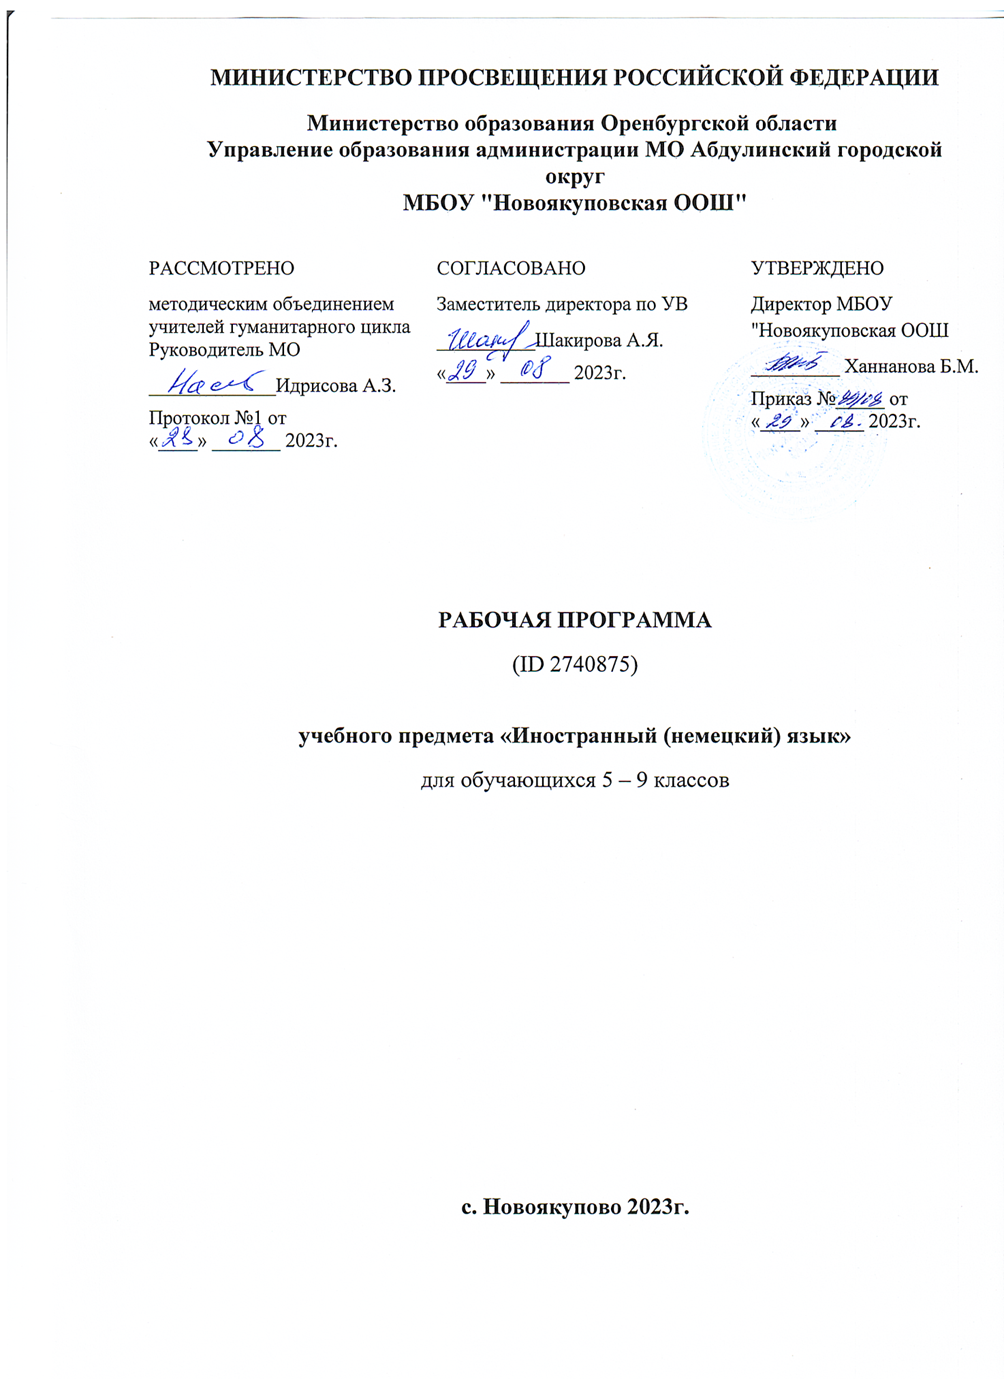 МИНИСТЕРСТВО ПРОСВЕЩЕНИЯ РОССИЙСКОЙ ФЕДЕРАЦИИ
Министерство образования Оренбургской области
Управление образования администрации МО Абдулинский городской
округ
МБОУ "Новоякуповская ООШ"
РАССМОТРЕНО
методическим объединением
учителей гуманитарного цикла
Руководитель МО
Идрисова А.З.
Протокол №1 от
«23» 08 2023г.
СОГЛАСОВАНО
Заместитель директора по УВ
Шакирова А.Я.
«29» 08 2023г.
УТВЕРЖДЕНО
Директор МБОУ
"Новоякуповская ООШ
Ханнанова Б.М.
Приказ № от
«29» 08. 2023г.
РАБОЧАЯ ПРОГРАММА
(ID 2740875)
учебного предмета «Иностранный (немецкий) язык»
для обучающихся 5 – 9 классов
с. Новоякупово 2023г.